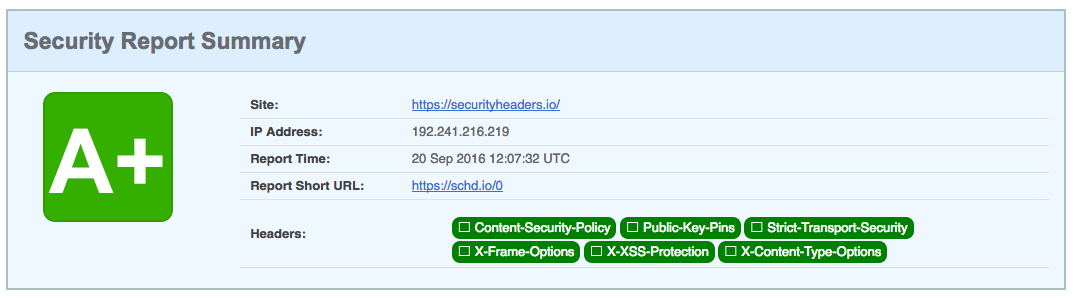 Security Report Summary
A+
Site: https://securityheaders.io/
IP Address: 192.241.216.219
Report Time: 20 Sep 2016 12:07:32 UTC
Report Short URL: https://schd.io/0
Headers: ☐ Content-Security-Policy ☐ Public-Key-Pins ☐ Strict-Transport-Security
☐ X-Frame-Options ☐ X-XSS-Protection ☐ X-Content-Type-Options